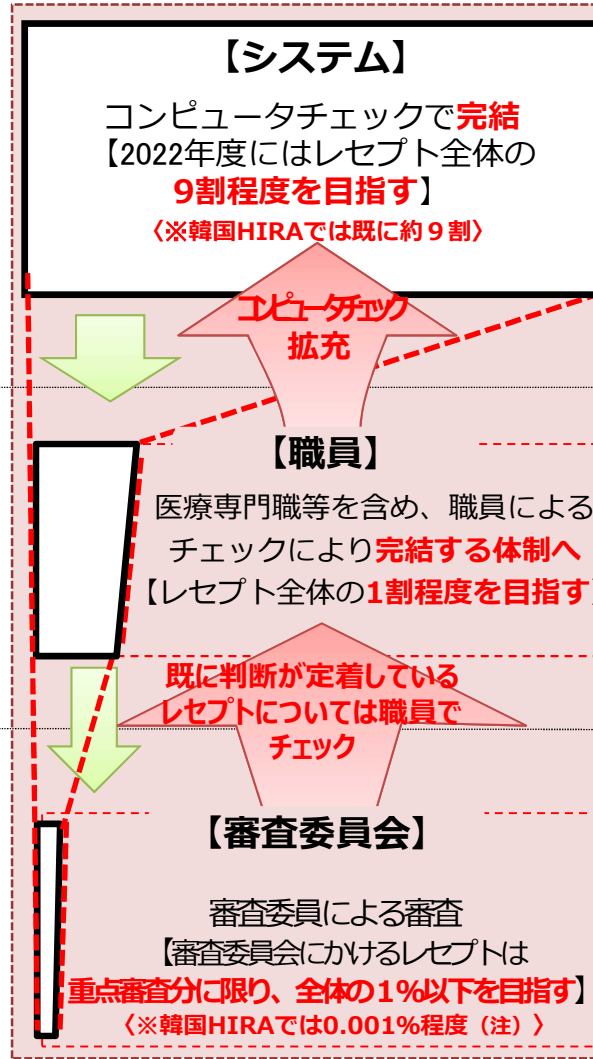 【システム】
コンピュータチェックで完結
【2022年度にはレセプト全体の
9割程度を目指す】
〈※韓国HIRAでは既に約９割〉
コンピュータチェック
拡充
【職員】
医療専門職等を含め、職員による
チェックにより完結する体制へ
【レセプト全体の1割程度を目指す】
既に判断が定着している
レセプトについては職員で
チェック
【審査委員会】
審査委員による審査
【審査委員会にかけるレセプトは
重点審査分に限り、全体の１%以下を目指す】
〈※韓国HIRAでは0.001%程度（注）〉